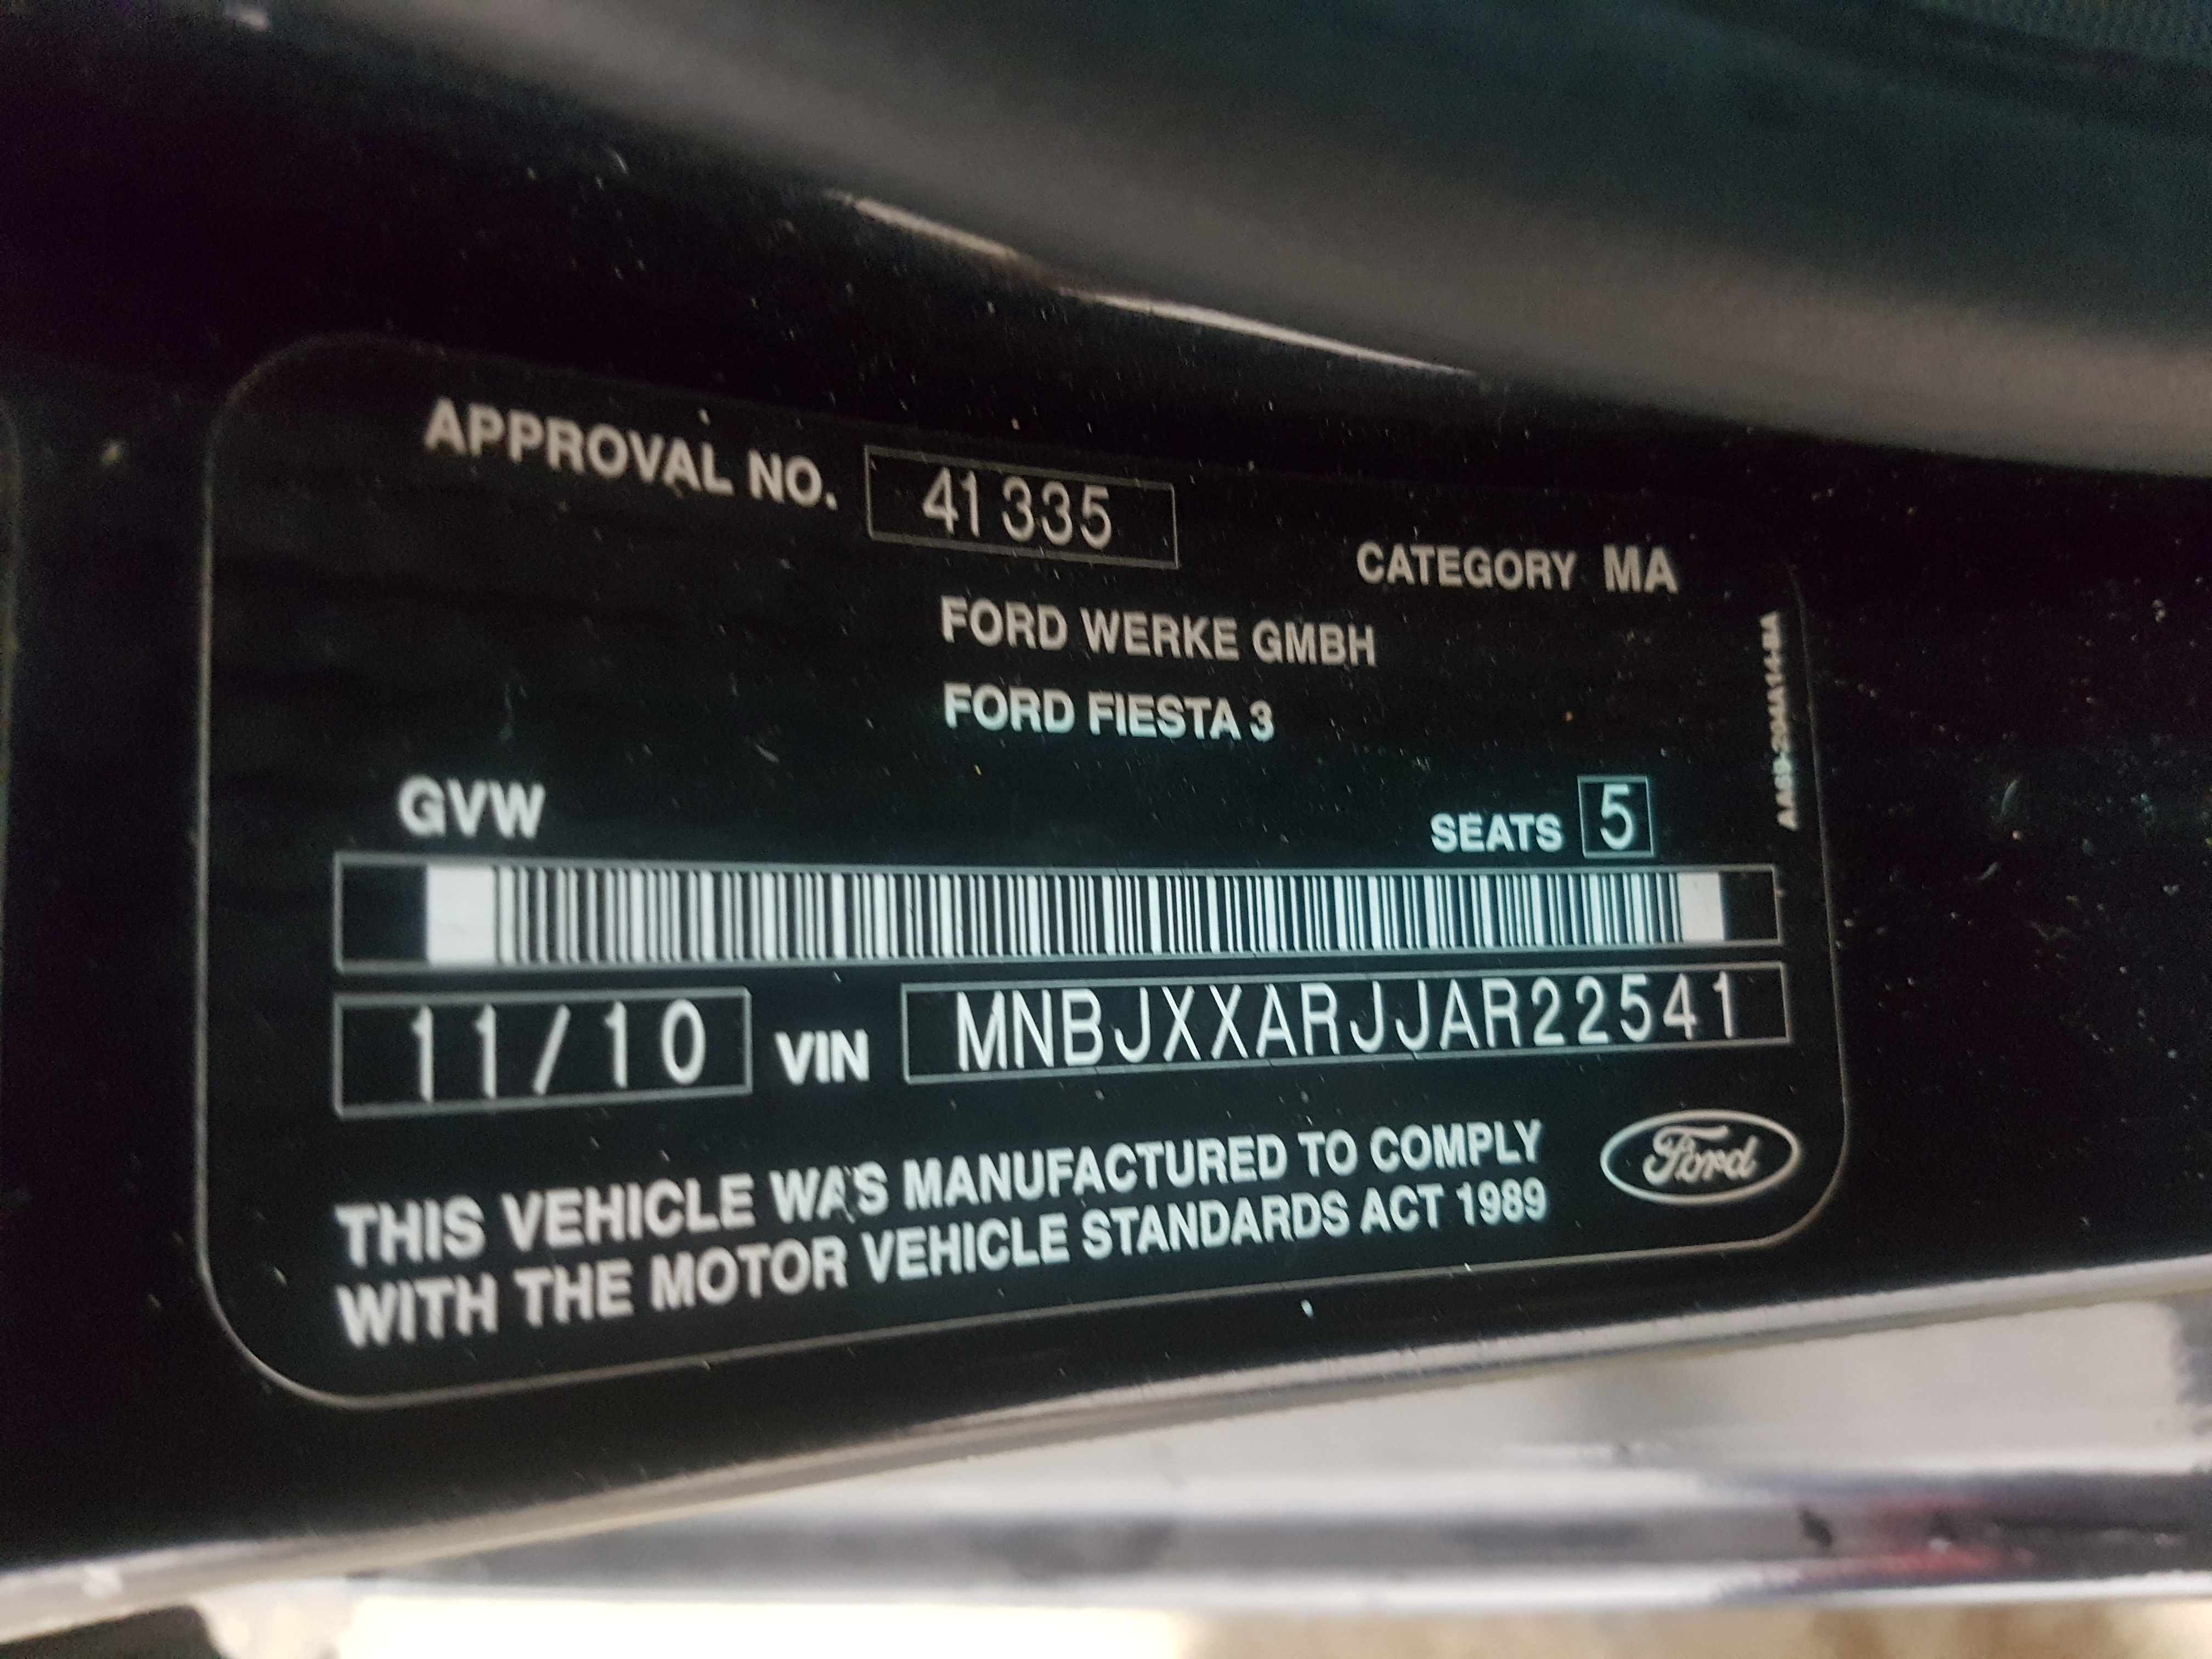 APPROVAL NO. 41335
CATEGORY MA
FORD WERKE GMBH
FORD FIESTA 3
GVW
SEATS 5
11/10 VIN MNBJXXARJJAR22541
THIS VEHICLE WAS MANUFACTURED TO COMPLY
WITH THE MOTOR VEHICLE STANDARDS ACT 1989
Ford